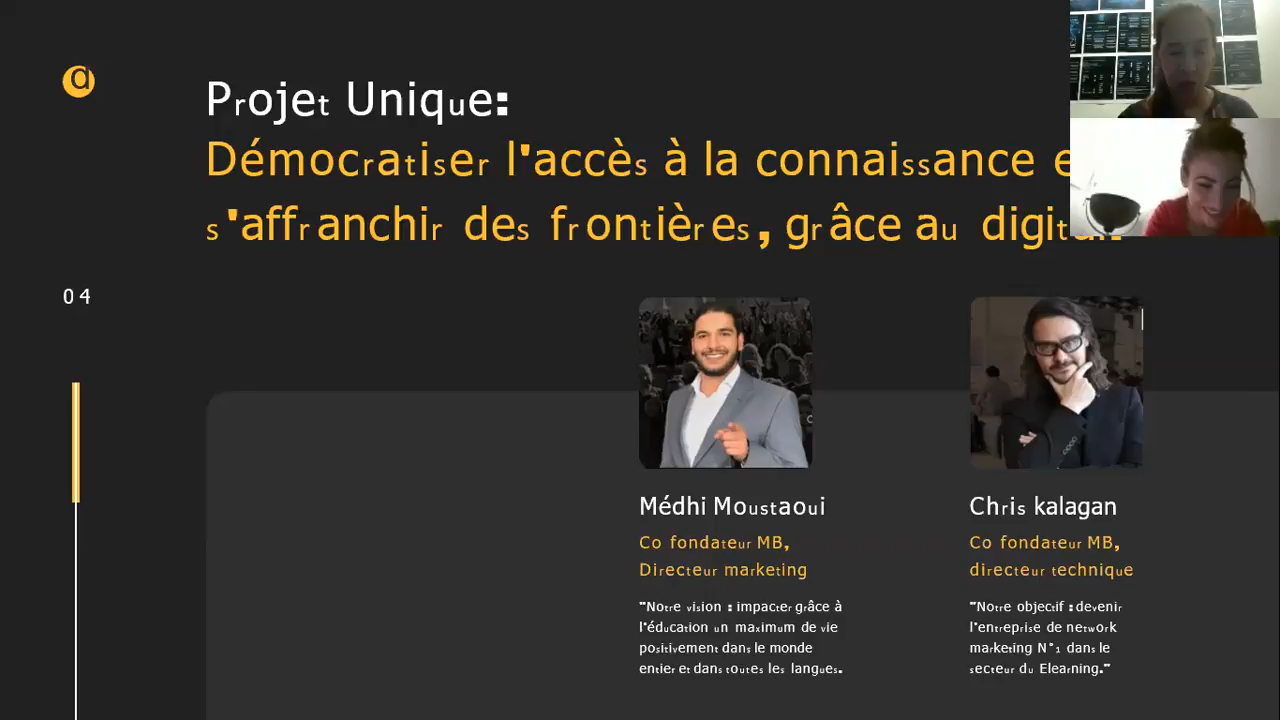 a
Projet Unique:
Démocratiser l'accès à la connaissance
s'affranchir des frontières, grâce au
04
Médhi Moustaoui
Co fondateur MB,
Directeur marketing
"Notre vision : impacter grâce à
l'éducation un maximum de vie
positivement dans le monde
entier et dans toutes les langues.
Chris kalagan
Co fondateur MB,
directeur technique
"Notre objectif : devenir
l'entreprise de network
marketing N°1 dans le
secteur du Elearning."